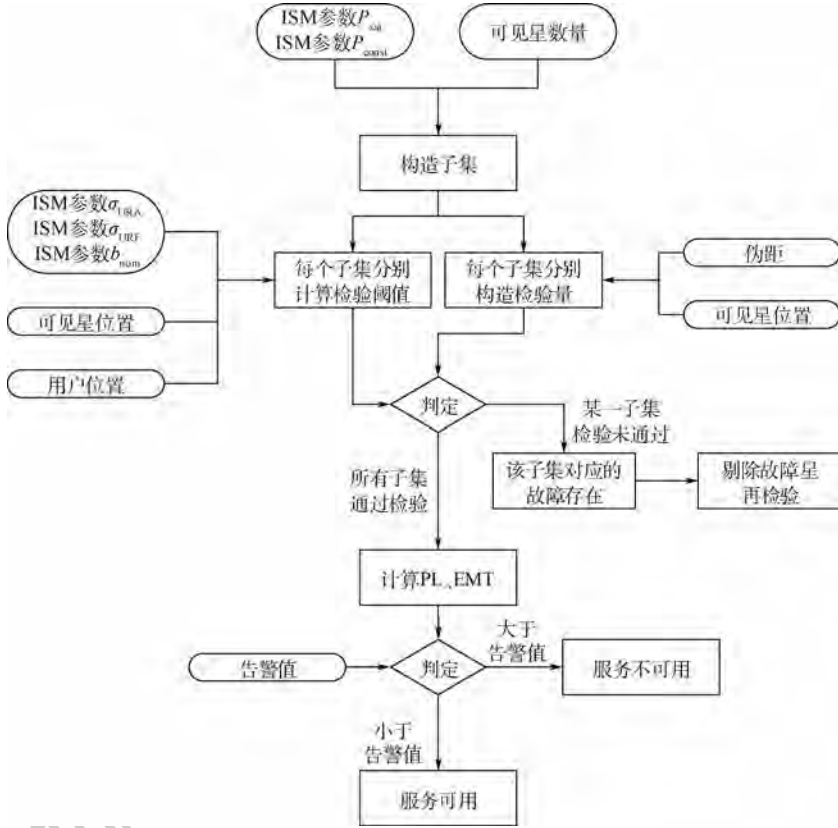 ISM参数P_sat
ISM参数P_const
可见星数量
构造子集
ISM参数σ_URA
ISM参数σ_URE
ISM参数b_nom
可见星位置
用户位置
每个子集分别
计算检验阈值
每个子集分别
构造检验量
伪距
可见星位置
判定
某一子集
检验未通过
所有子集
通过检验
该子集对应的
故障存在
剔除故障星
再检验
计算PL、EMT
告警值
判定
大于
告警值
服务不可用
小于
告警值
服务可用